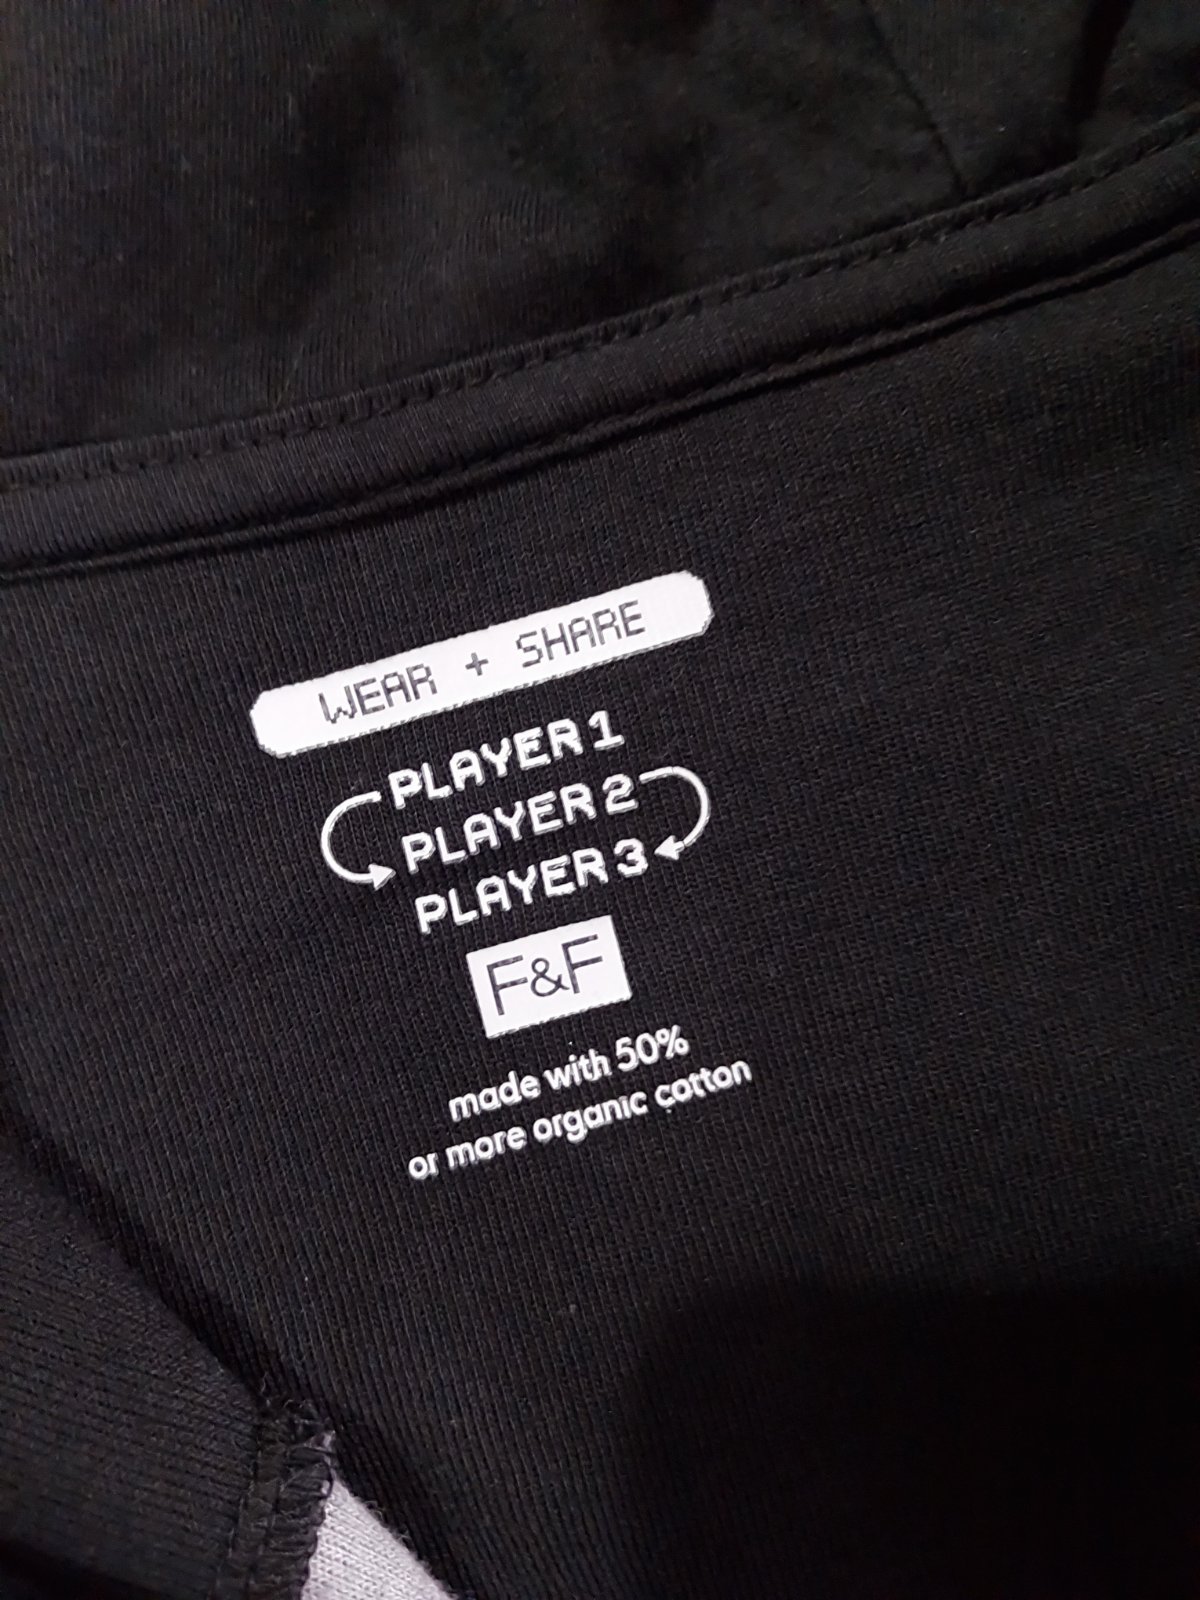 WEAR + SHARE
PLAYER 1
PLAYER 2
PLAYER 3
F&F
made with 50%
or more organic cotton